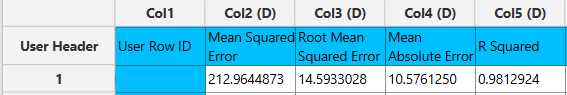 Col1 Col2 (D) Col3 (D) Col4 (D) Col5 (D)
User Header User Row ID Mean Squared Error Root Mean Squared Error Mean Absolute Error R Squared
1 212.9644873 14.5933028 10.5761250 0.9812924